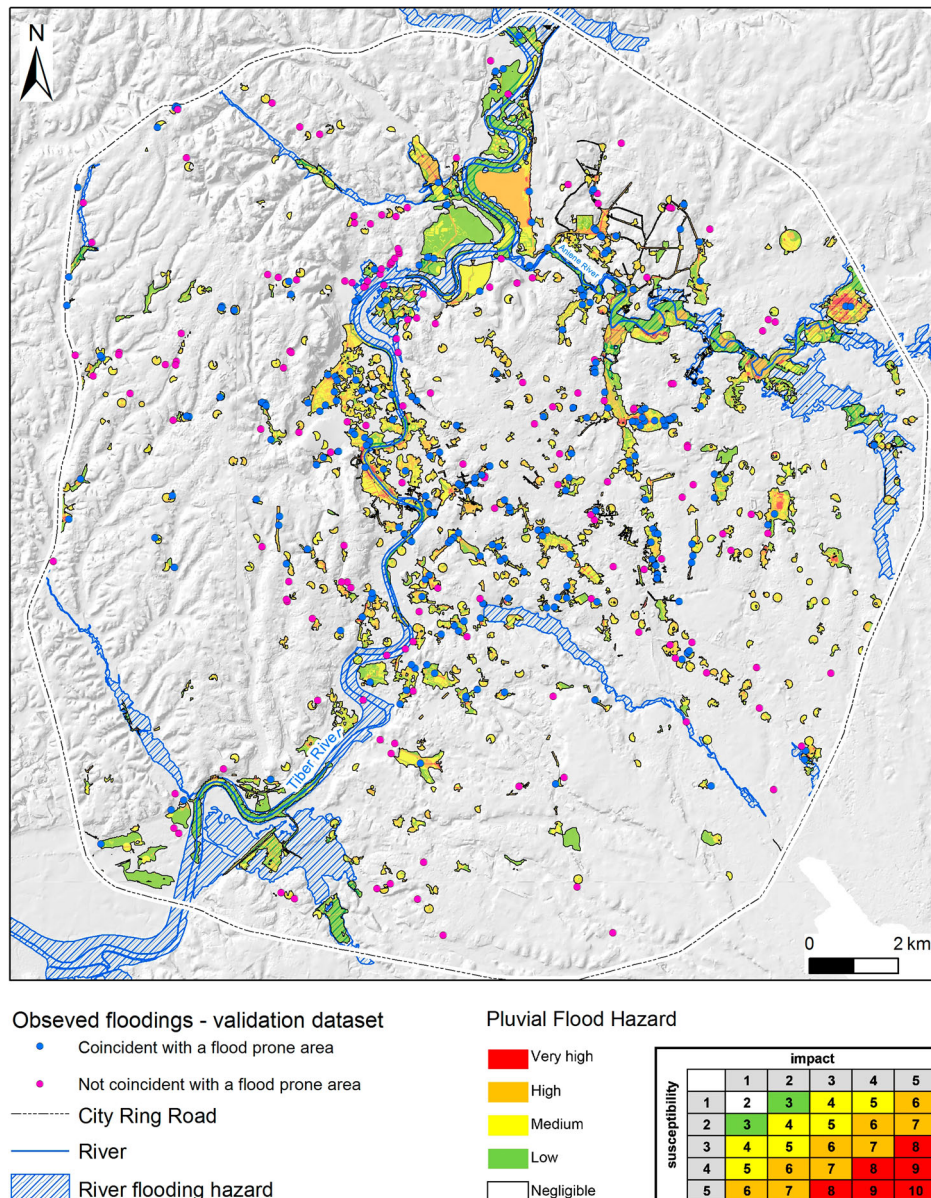 N
Aniene River
Tiber River
0 2 km
Obseved floodings - validation dataset
Coincident with a flood prone area
Not coincident with a flood prone area
City Ring Road
River
River flooding hazard
Pluvial Flood Hazard
Very high
High
Medium
Low
Negligible
impact
1 2 3 4 5
susceptibility
1 2 3 4 5 6
2 3 4 5 6 7
3 4 5 6 7 8
4 5 6 7 8 9
5 6 7 8 9 10